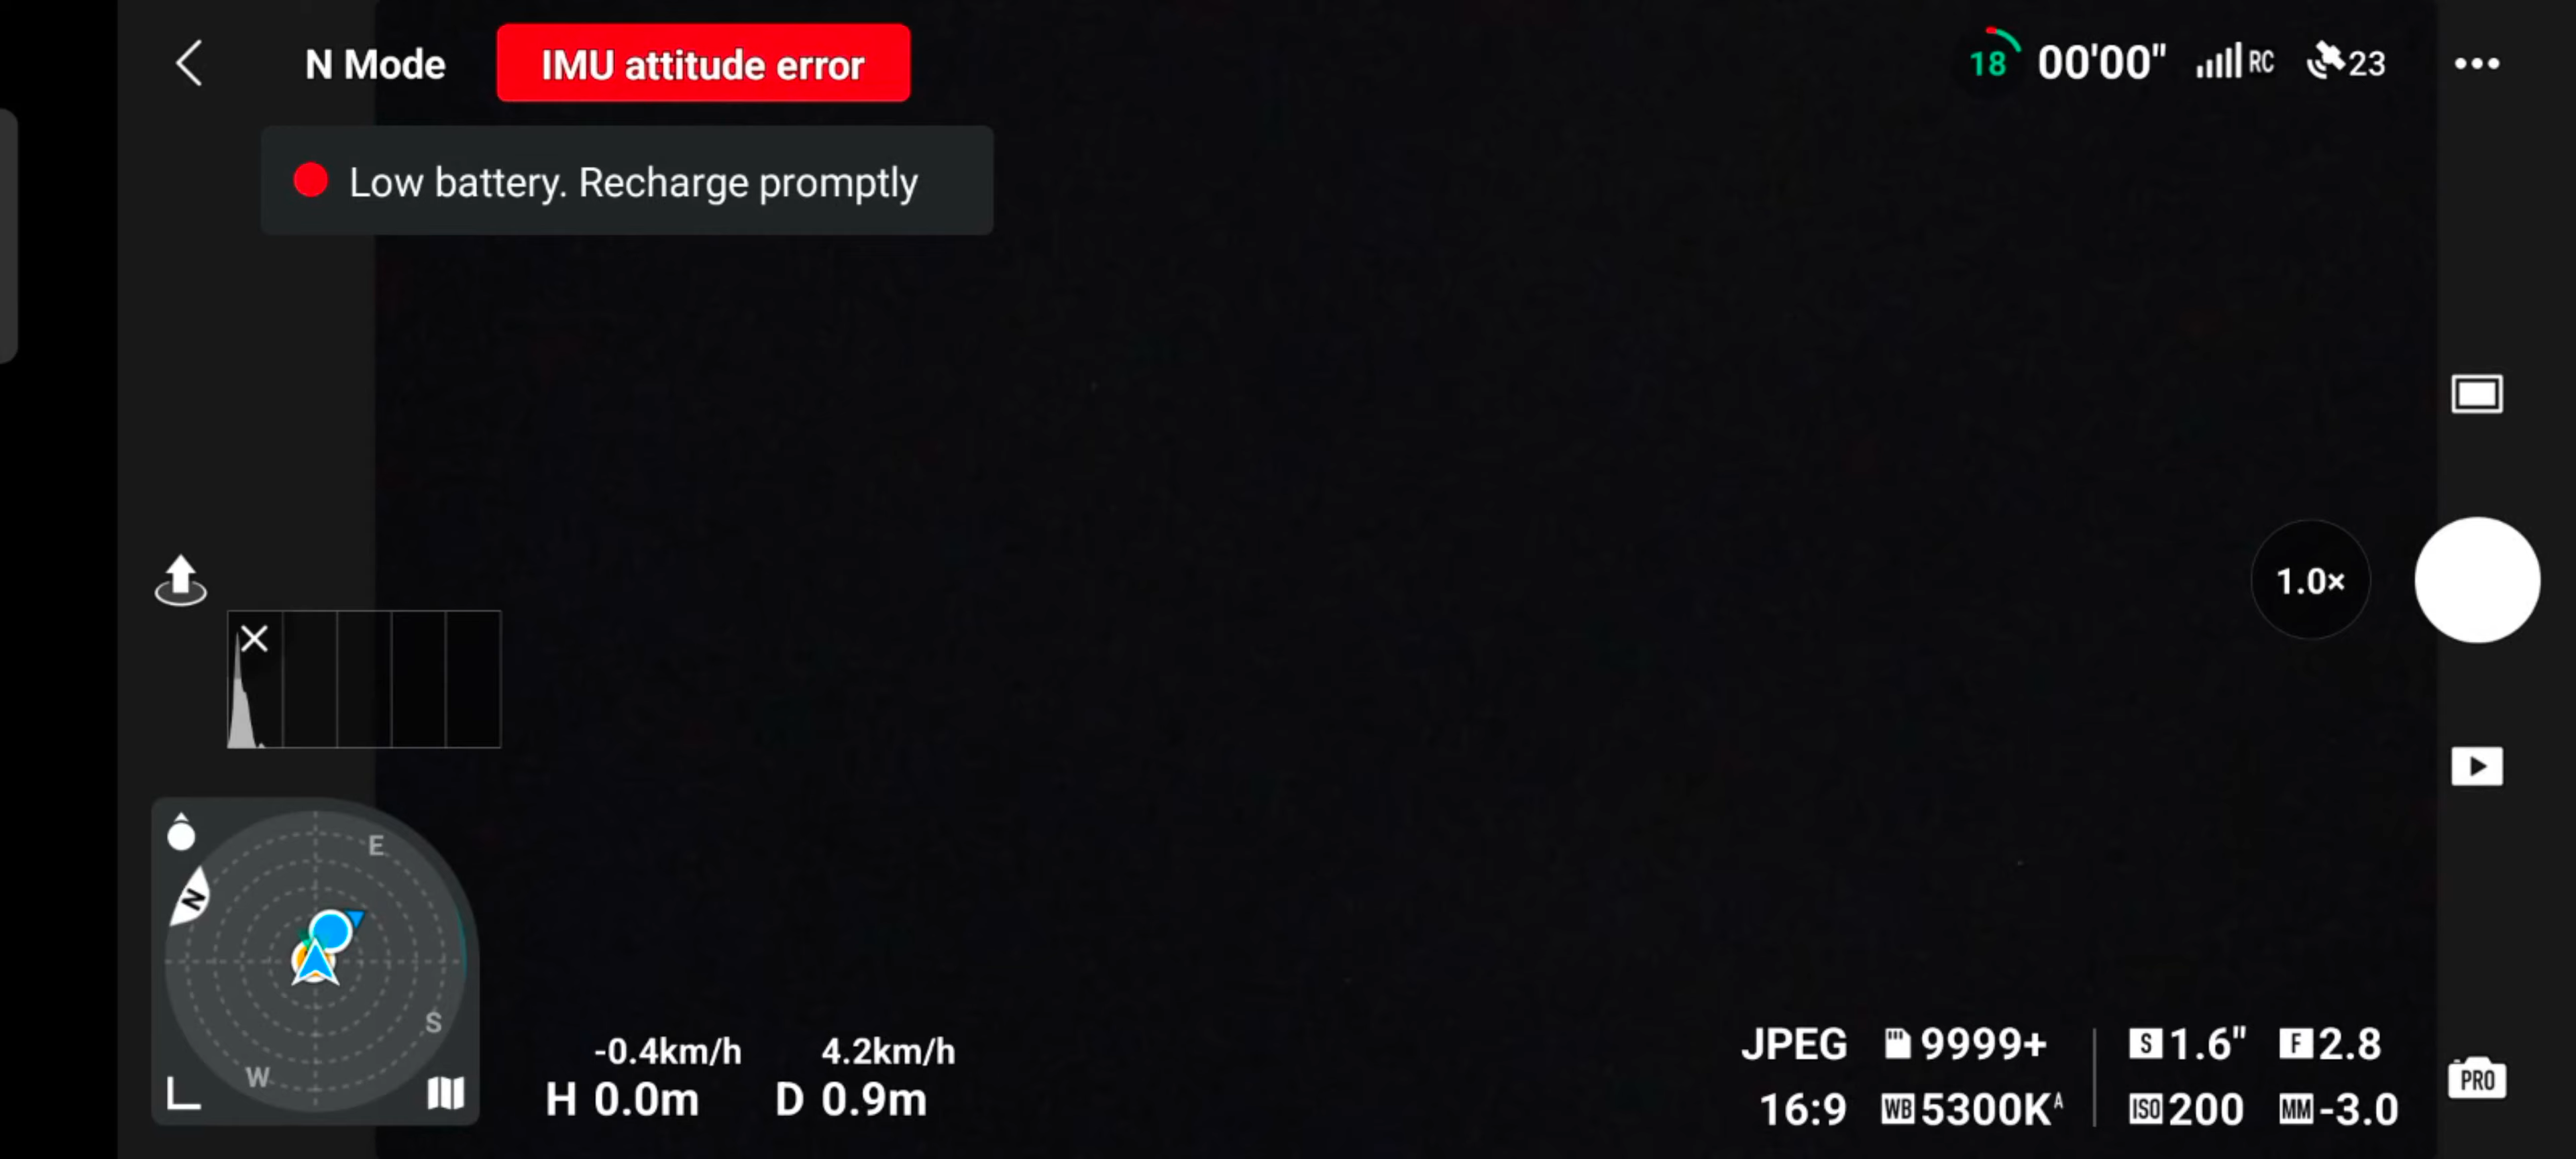 N Mode
IMU attitude error
18
00'00"
RC
23
Low battery. Recharge promptly
1.0×
E
N
S
W
-0.4km/h
4.2km/h
H 0.0m
D 0.9m
JPEG
9999+
S 1.6"
F 2.8
16:9
WB 5300K A
ISO 200
MM -3.0
PRO